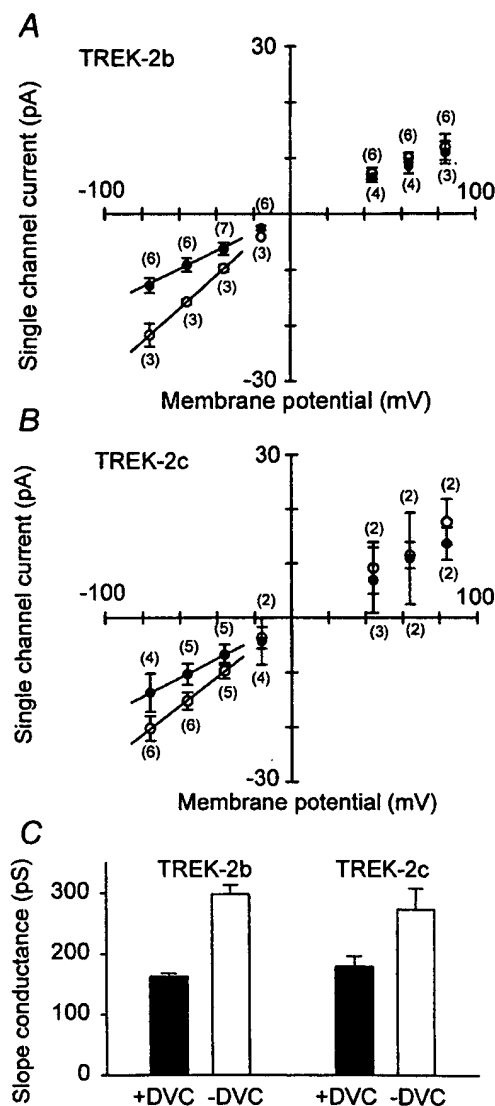 A
TREK-2b
Single channel current (pA)
30
(6)
(6)
(6)
(4)
(4)
(3)
-100
100
(6)
(6)
(7)
(6)
(3)
(3)
(3)
(3)
-30
Membrane potential (mV)
B
TREK-2c
Single channel current (pA)
30
(2)
(2)
(2)
(3)
(2)
(2)
-100
100
(4)
(5)
(5)
(2)
(4)
(5)
(6)
(6)
-30
Membrane potential (mV)
C
TREK-2b
TREK-2c
Slope conductance (pS)
300
200
100
0
+DVC -DVC
+DVC -DVC